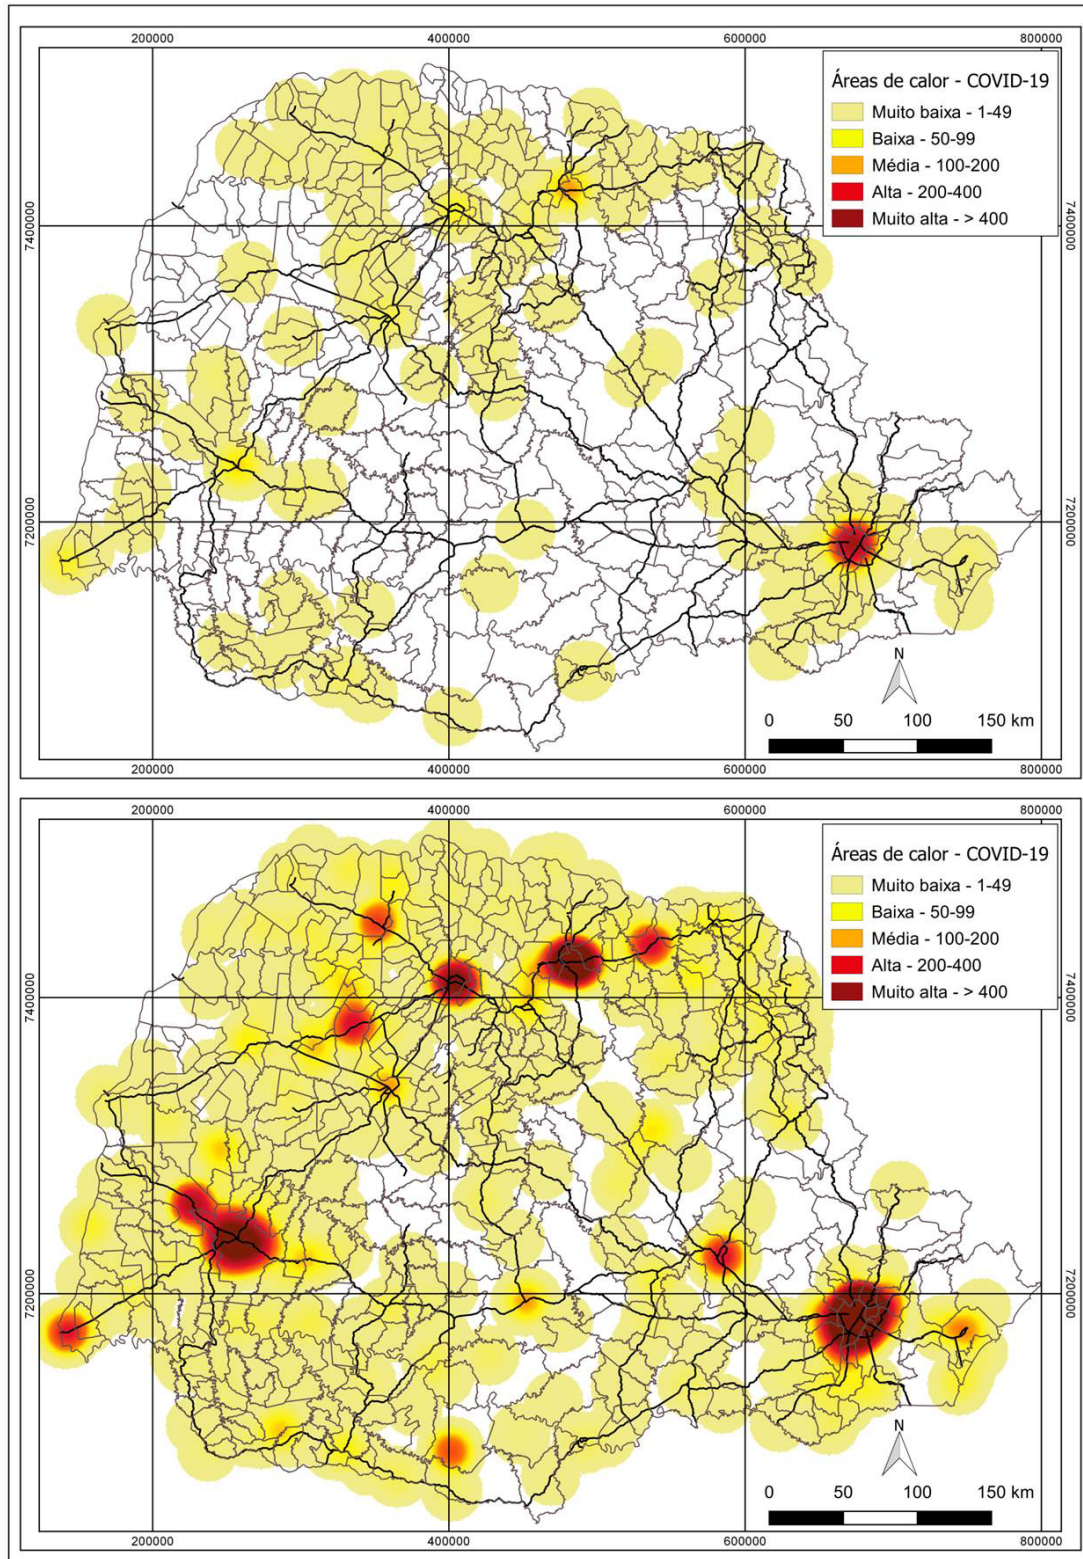 200000 400000 600000 800000
Áreas de calor - COVID-19
Muito baixa - 1-49
Baixa - 50-99
Média - 100-200
Alta - 200-400
Muito alta - > 400
7400000 7400000
7200000 7200000
N
0 50 100 150 km
200000 400000 600000 800000
200000 400000 600000 800000
Áreas de calor - COVID-19
Muito baixa - 1-49
Baixa - 50-99
Média - 100-200
Alta - 200-400
Muito alta - > 400
7400000 7400000
7200000 7200000
N
0 50 100 150 km
200000 400000 600000 800000